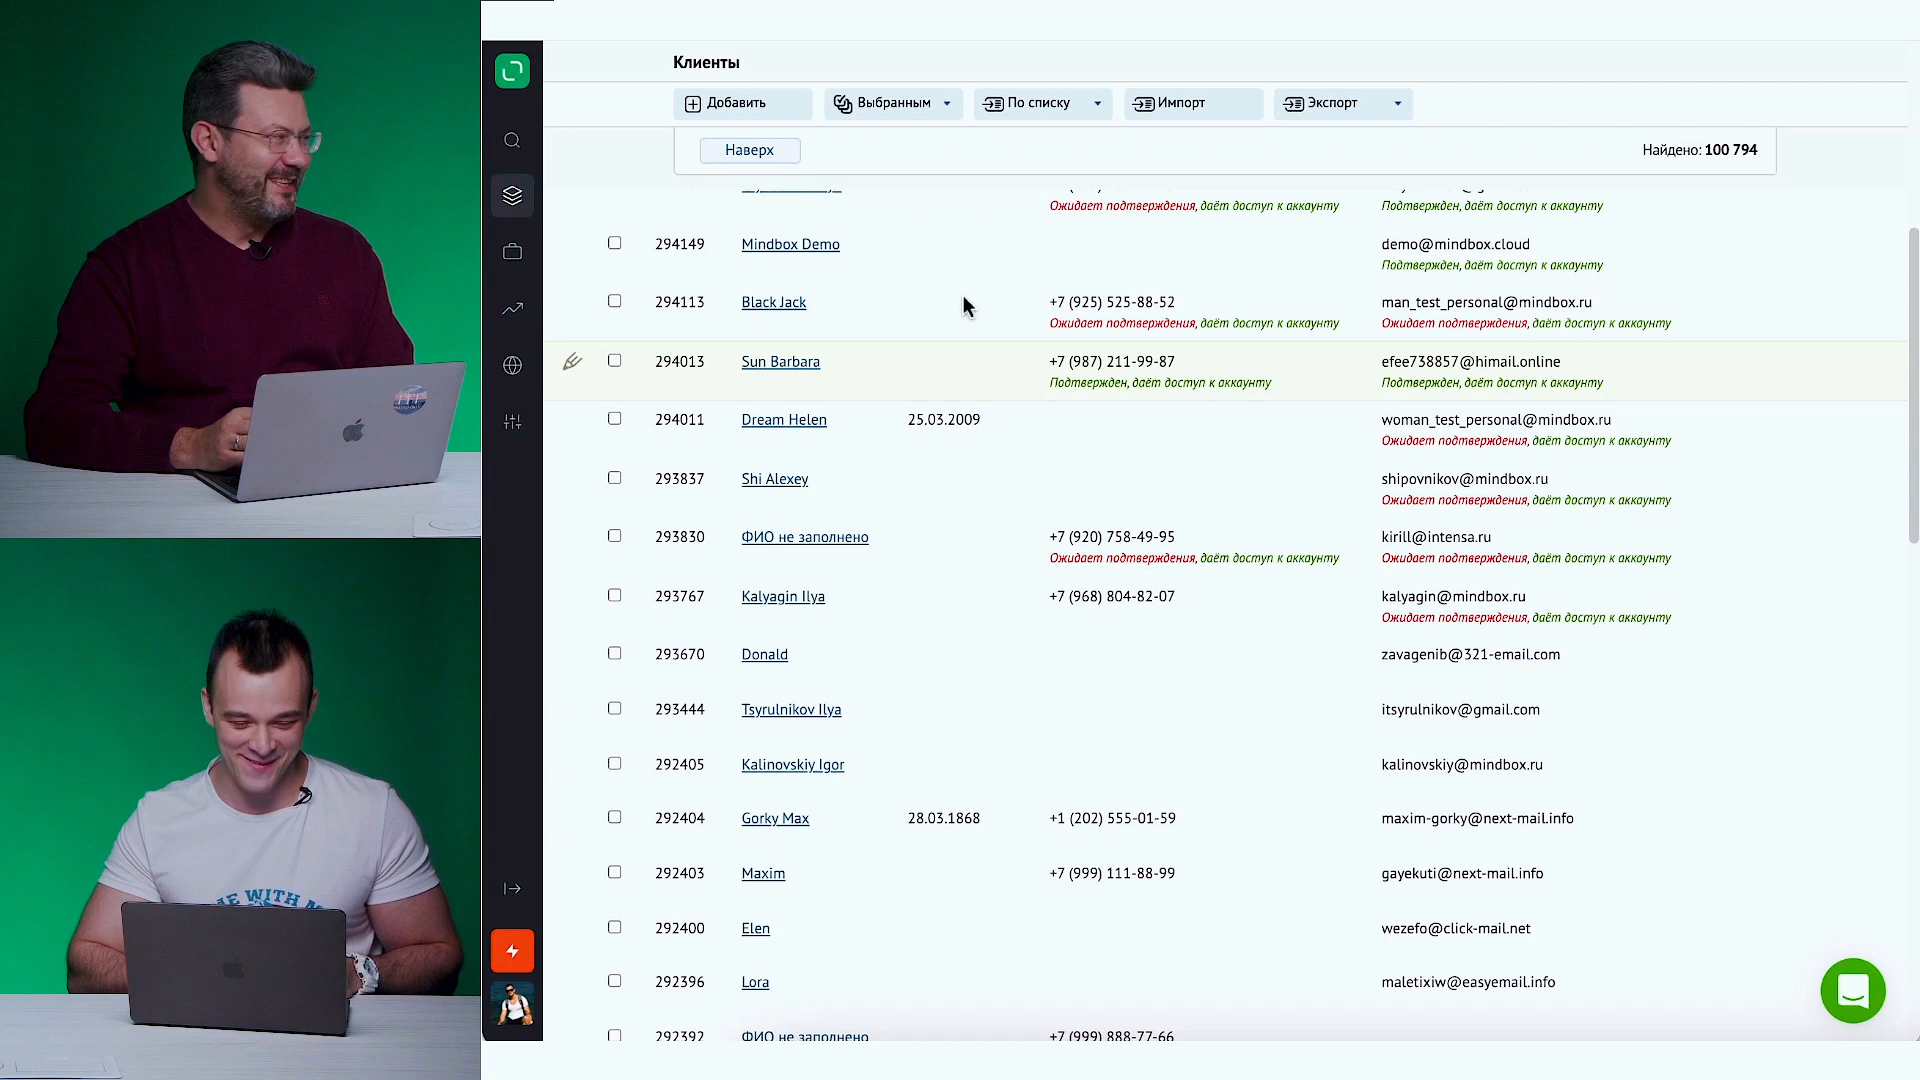 Клиенты
Добавить
Выбранным
По списку
Импорт
Экспорт
Наверх
Найдено: 100 794
Ожидает подтверждения, даёт доступ к аккаунту
Подтвержден, даёт доступ к аккаунту
294149 Mindbox Demo demo@mindbox.cloud
Подтвержден, даёт доступ к аккаунту
294113 Black Jack +7 (925) 525-88-52 man_test_personal@mindbox.ru
Ожидает подтверждения, даёт доступ к аккаунту Ожидает подтверждения, даёт доступ к аккаунту
294013 Sun Barbara +7 (987) 211-99-87 efee738857@himail.online
Подтвержден, даёт доступ к аккаунту Подтвержден, даёт доступ к аккаунту
294011 Dream Helen 25.03.2009 woman_test_personal@mindbox.ru
Ожидает подтверждения, даёт доступ к аккаунту
293837 Shi Alexey shipovnikov@mindbox.ru
Ожидает подтверждения, даёт доступ к аккаунту
293830 ФИО не заполнено +7 (920) 758-49-95 kirill@intensa.ru
Ожидает подтверждения, даёт доступ к аккаунту Ожидает подтверждения, даёт доступ к аккаунту
293767 Kalyagin Ilya +7 (968) 804-82-07 kalyagin@mindbox.ru
Ожидает подтверждения, даёт доступ к аккаунту
293670 Donald zavagenib@321-email.com
293444 Tsyrulnikov Ilya itsyrulnikov@gmail.com
292405 Kalinovskiy Igor kalinovskiy@mindbox.ru
292404 Gorky Max 28.03.1868 +1 (202) 555-01-59 maxim-gorky@next-mail.info
292403 Maxim +7 (999) 111-88-99 gayekuti@next-mail.info
292400 Elen wezefo@click-mail.net
292396 Lora maletixiw@easyemail.info
292392 ФИО не заполнено +7 (999) 888-77-66
WITH